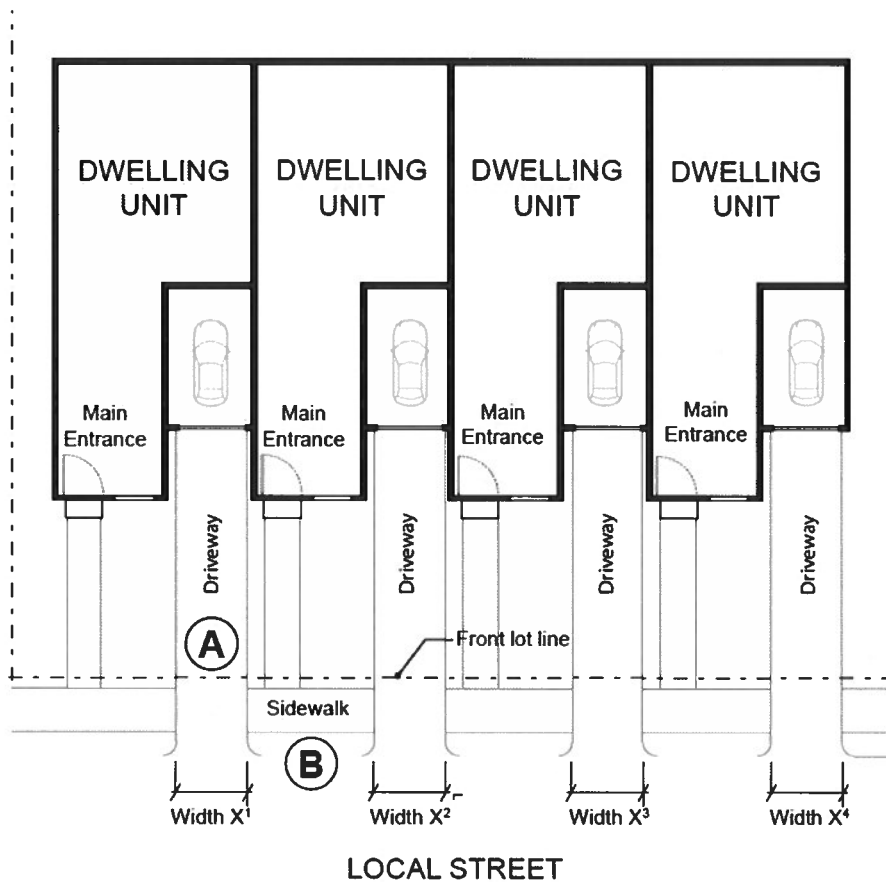 DWELLING
UNIT
DWELLING
UNIT
DWELLING
UNIT
DWELLING
UNIT
Main
Entrance
Main
Entrance
Main
Entrance
Main
Entrance
Driveway
Driveway
Driveway
Driveway
A
Front lot line
Sidewalk
B
Width X¹
Width X²
Width X³
Width X⁴
LOCAL STREET